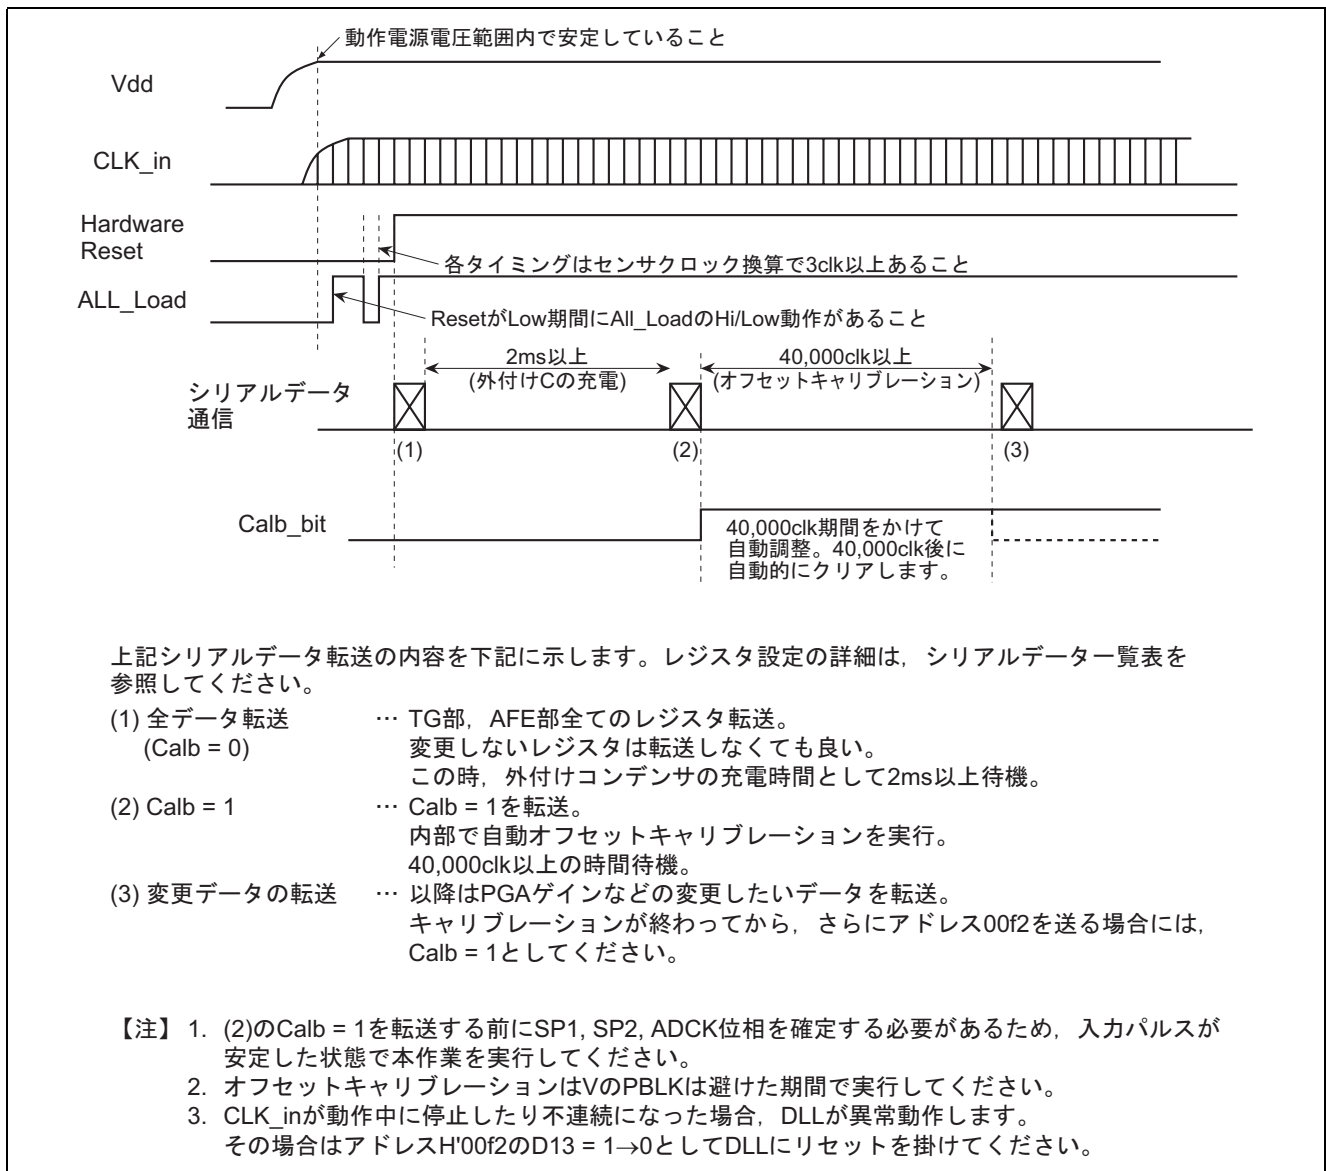 動作電源電圧範囲内で安定していること
Vdd
CLK_in
Hardware
Reset
各タイミングはセンサクロック換算で3clk以上あること
ALL_Load
ResetがLow期間にAll_LoadのHi/Low動作があること
2ms以上
(外付けCの充電)
40,000clk以上
(オフセットキャリブレーション)
シリアルデータ
通信
(1)
(2)
(3)
Calb_bit
40,000clk期間をかけて
自動調整。40,000clk後に
自動的にクリアします。
上記シリアルデータ転送の内容を下記に示します。レジスタ設定の詳細は，シリアルデータ一覧表を
参照してください。
(1) 全データ転送 … TG部，AFE部全てのレジスタ転送。
(Calb = 0) 変更しないレジスタは転送しなくても良い。
この時，外付けコンデンサの充電時間として2ms以上待機。
(2) Calb = 1 … Calb = 1を転送。
内部で自動オフセットキャリブレーションを実行。
40,000clk以上の時間待機。
(3) 変更データの転送 … 以降はPGAゲインなどの変更したいデータを転送。
キャリブレーションが終わってから，さらにアドレス00f2を送る場合には，
Calb = 1としてください。
【注】 1. (2)のCalb = 1を転送する前にSP1, SP2, ADCK位相を確定する必要があるため，入力パルスが
安定した状態で本作業を実行してください。
2. オフセットキャリブレーションはVのPBLKは避けた期間で実行してください。
3. CLK_inが動作中に停止したり不連続になった場合，DLLが異常動作します。
その場合はアドレスH'00f2のD13 = 1→0としてDLLにリセットを掛けてください。